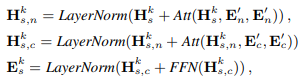 H^k_{s,n} = LayerNorm(H^k_s + Att(H^k_s, E'_n, E'_n)),
H^k_{s,c} = LayerNorm(H^k_{s,n} + Att(H^k_{s,n}, E'_c, E'_c))
E^k_s = LayerNorm(H^k_{s,c} + FFN(H^k_{s,c})),